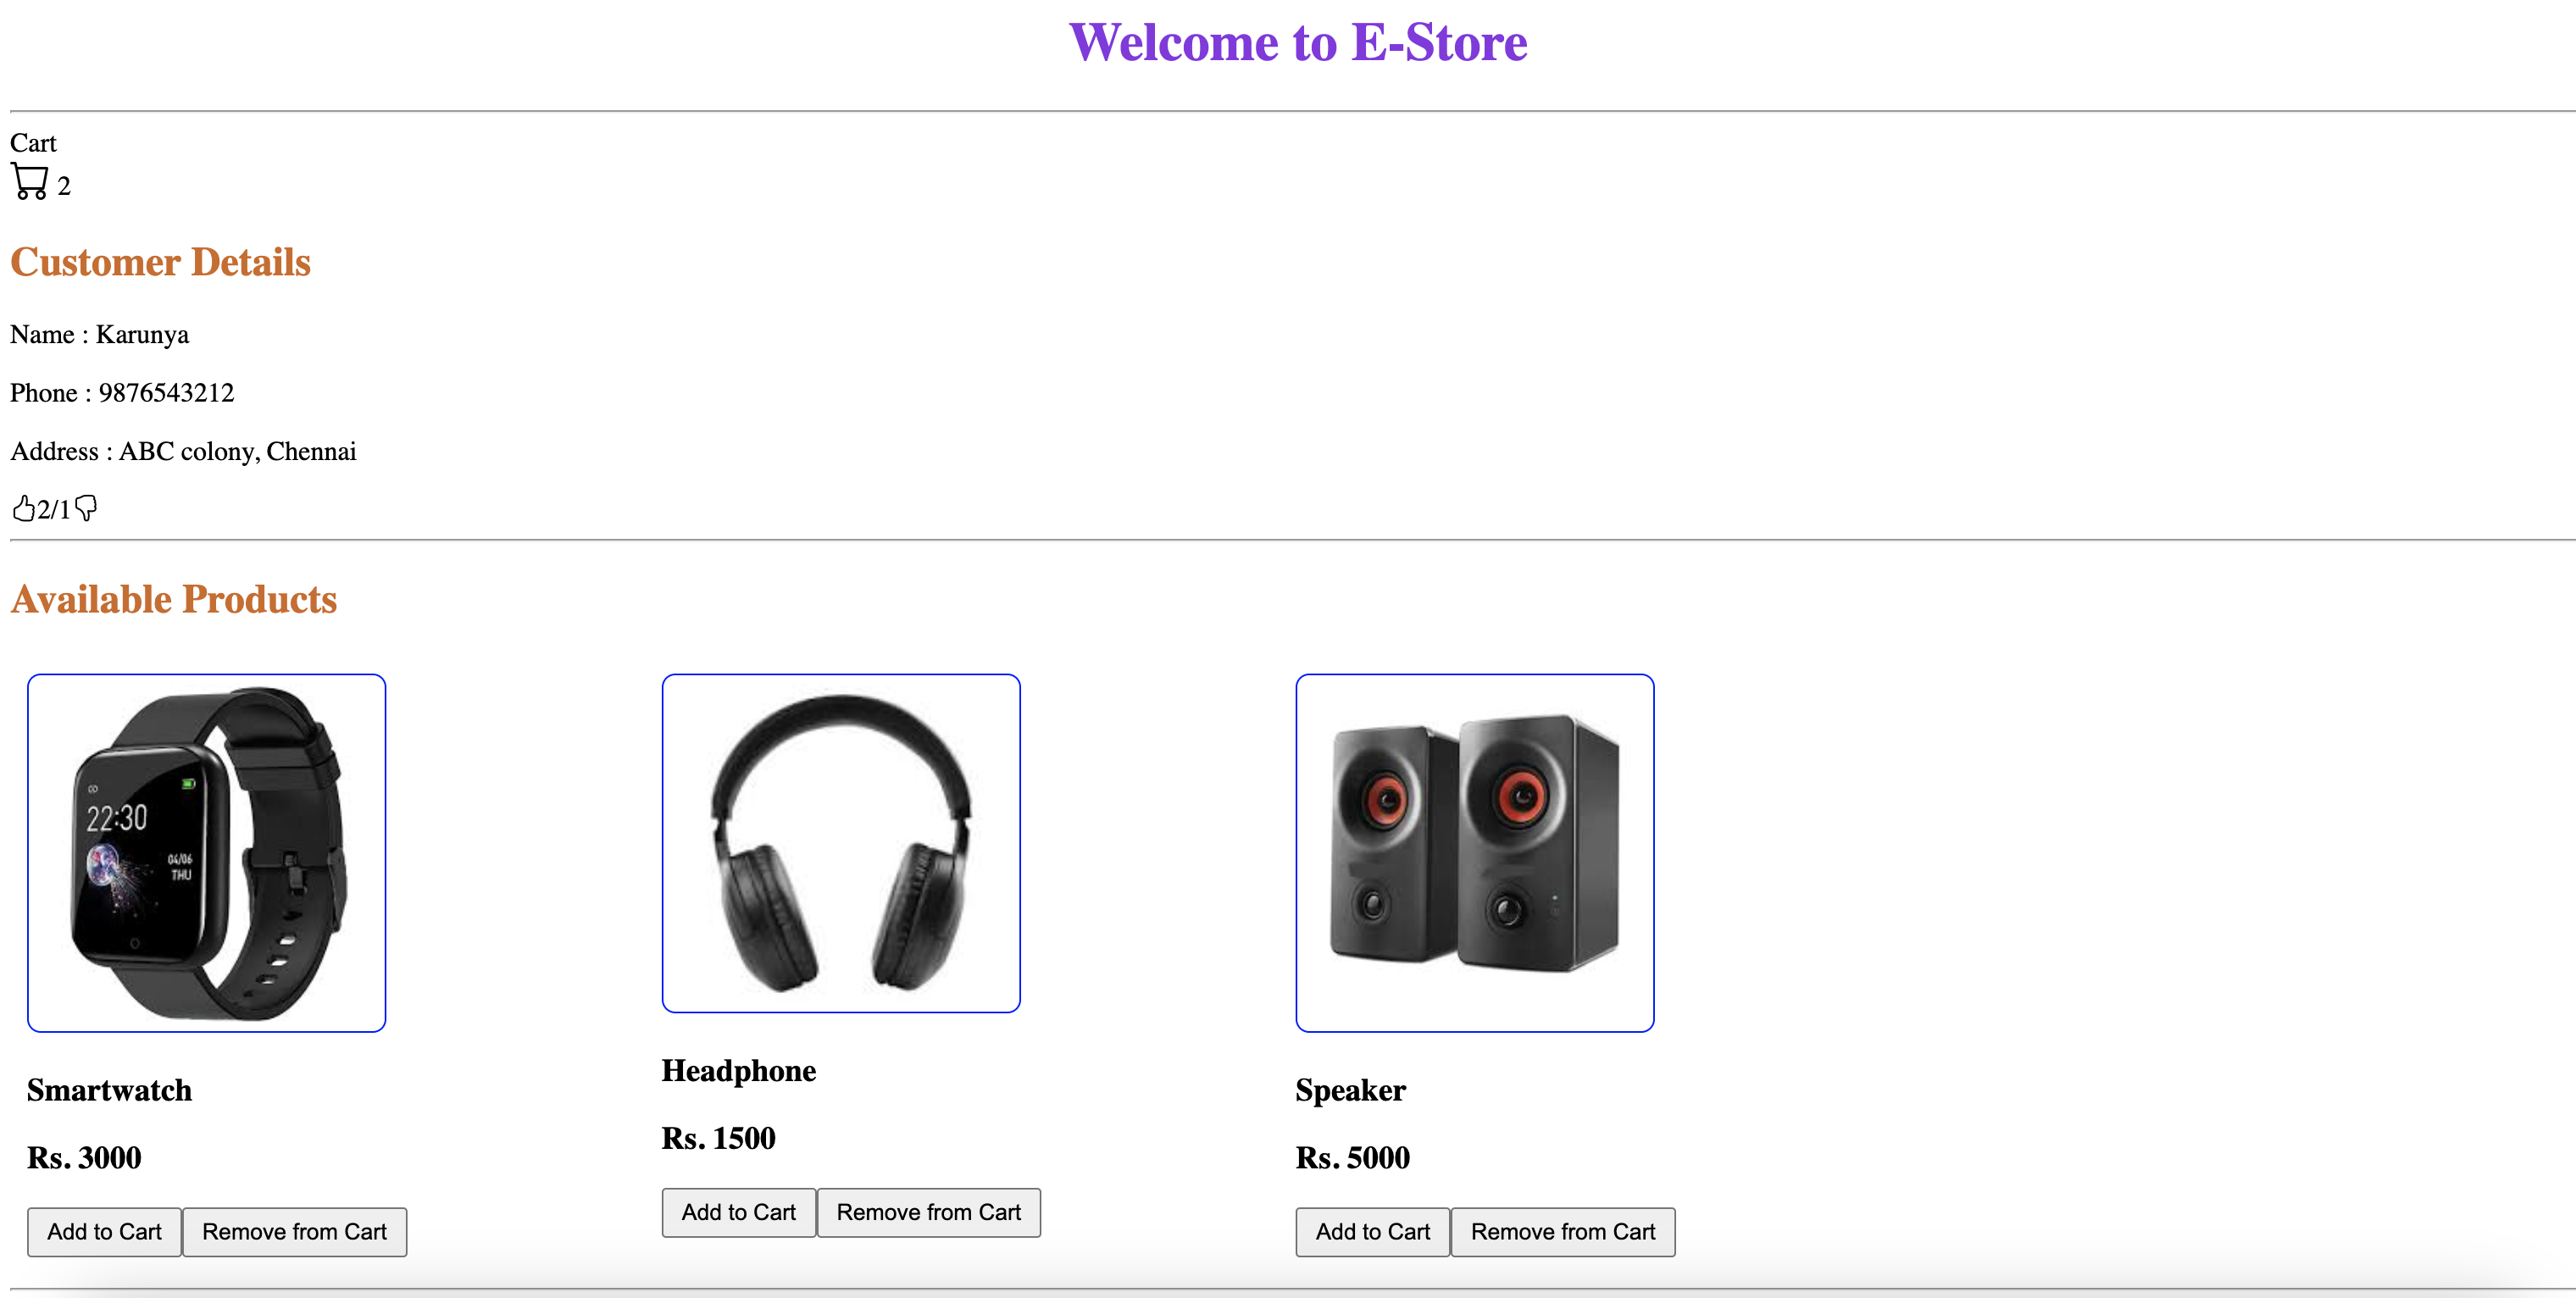 Welcome to E-Store
Cart
2
Customer Details
Name : Karunya
Phone : 9876543212
Address : ABC colony, Chennai
2/1
Available Products
22:30
04/06
THU
Smartwatch
Rs. 3000
Add to Cart Remove from Cart
Headphone
Rs. 1500
Add to Cart Remove from Cart
Speaker
Rs. 5000
Add to Cart Remove from Cart